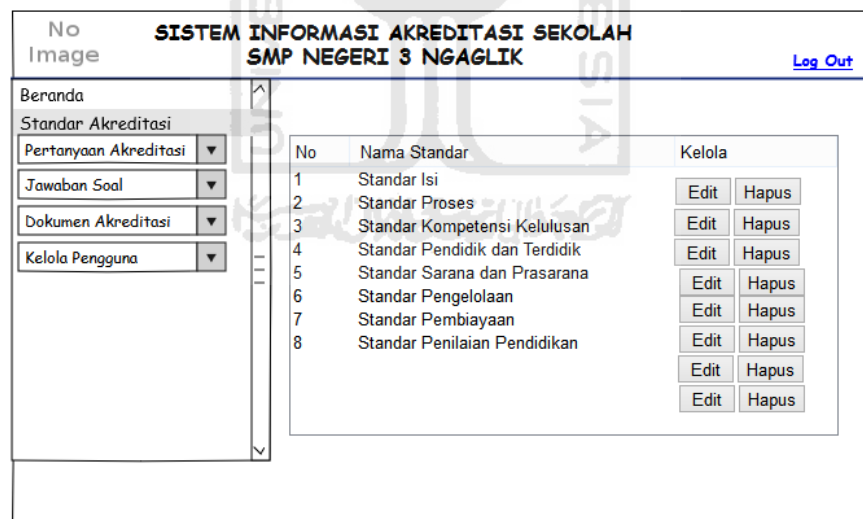 No Image
SISTEM INFORMASI AKREDITASI SEKOLAH
SMP NEGERI 3 NGAGLIK
Log Out
Beranda
Standar Akreditasi
Pertanyaan Akreditasi
Jawaban Soal
Dokumen Akreditasi
Kelola Pengguna
No Nama Standar Kelola
1 Standar Isi Edit Hapus
2 Standar Proses Edit Hapus
3 Standar Kompetensi Kelulusan Edit Hapus
4 Standar Pendidik dan Terdidik Edit Hapus
5 Standar Sarana dan Prasarana Edit Hapus
6 Standar Pengelolaan Edit Hapus
7 Standar Pembiayaan Edit Hapus
8 Standar Penilaian Pendidikan Edit Hapus